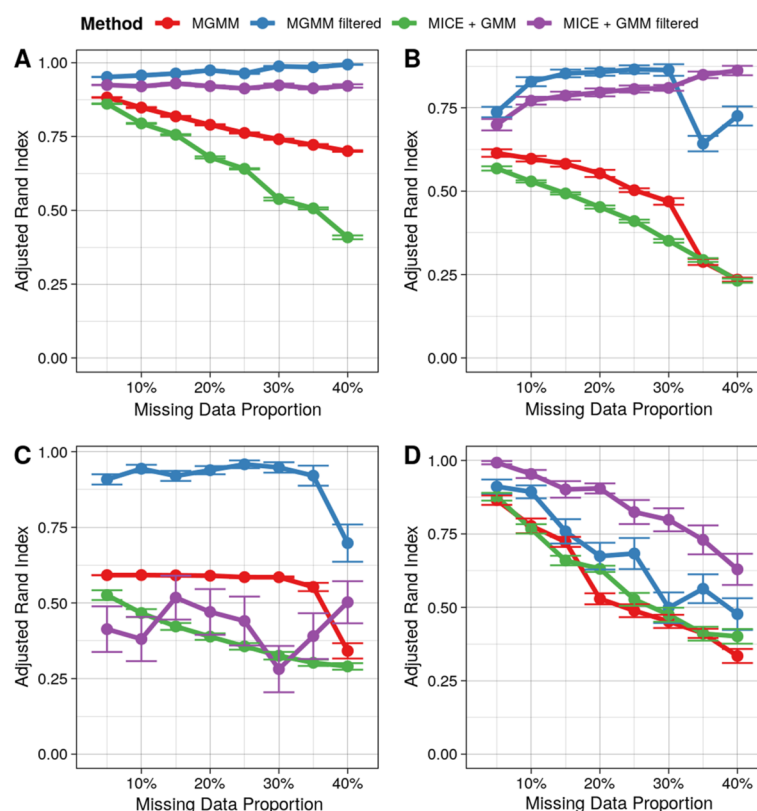 Method MGMM MGMM filtered MICE + GMM MICE + GMM filtered
A
Adjusted Rand Index
1.00
0.75
0.50
0.25
0.00
10% 20% 30% 40%
Missing Data Proportion
B
Adjusted Rand Index
0.75
0.50
0.25
0.00
10% 20% 30% 40%
Missing Data Proportion
C
Adjusted Rand Index
1.00
0.75
0.50
0.25
0.00
10% 20% 30% 40%
Missing Data Proportion
D
Adjusted Rand Index
1.00
0.75
0.50
0.25
0.00
10% 20% 30% 40%
Missing Data Proportion